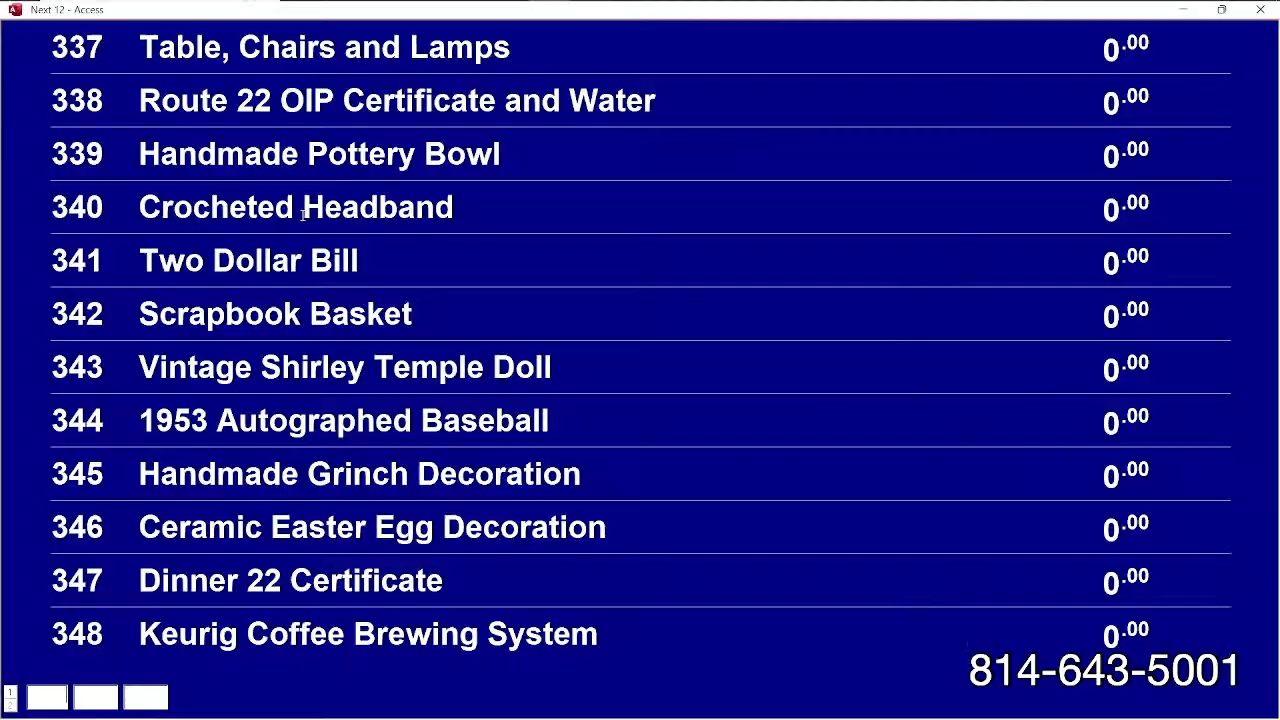 Next 12 - Access
337 Table, Chairs and Lamps 0.00
338 Route 22 OIP Certificate and Water 0.00
339 Handmade Pottery Bowl 0.00
340 Crocheted Headband 0.00
341 Two Dollar Bill 0.00
342 Scrapbook Basket 0.00
343 Vintage Shirley Temple Doll 0.00
344 1953 Autographed Baseball 0.00
345 Handmade Grinch Decoration 0.00
346 Ceramic Easter Egg Decoration 0.00
347 Dinner 22 Certificate 0.00
348 Keurig Coffee Brewing System 0.00
814-643-5001
1
2